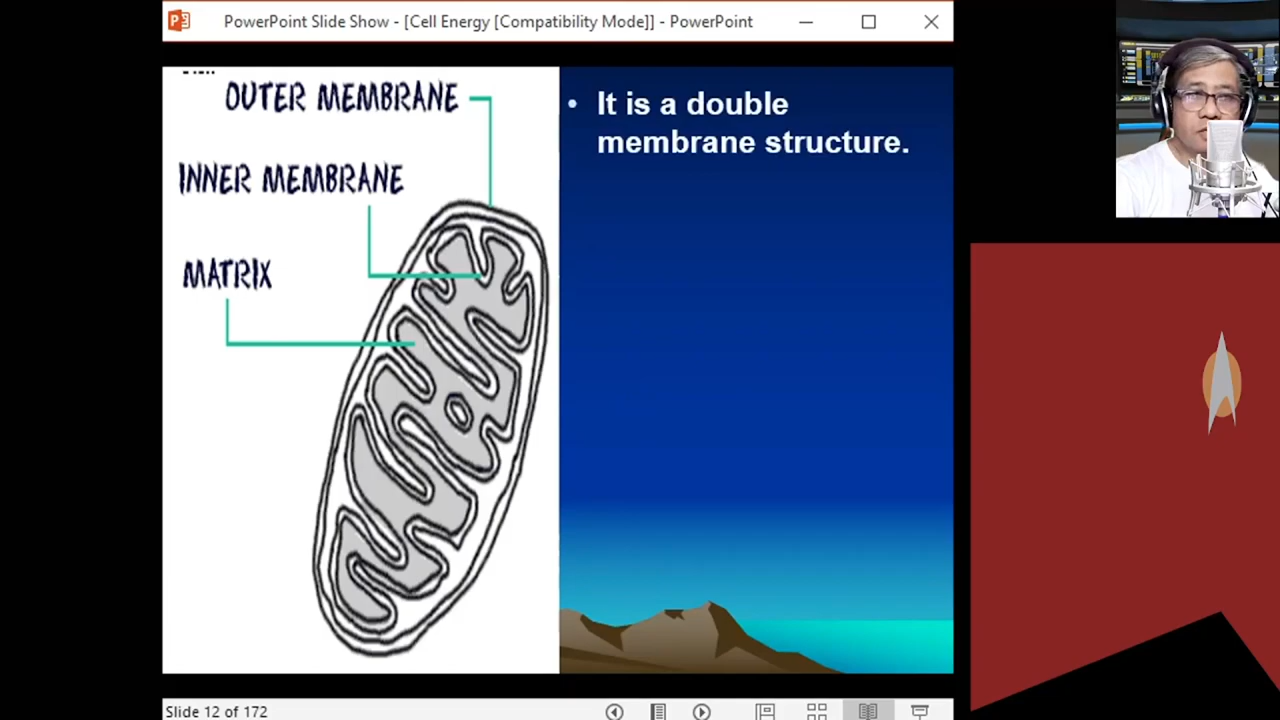 PowerPoint Slide Show - [Cell Energy [Compatibility Mode]] - PowerPoint
OUTER MEMBRANE
INNER MEMBRANE
MATRIX
• It is a double
membrane structure.
Slide 12 of 172